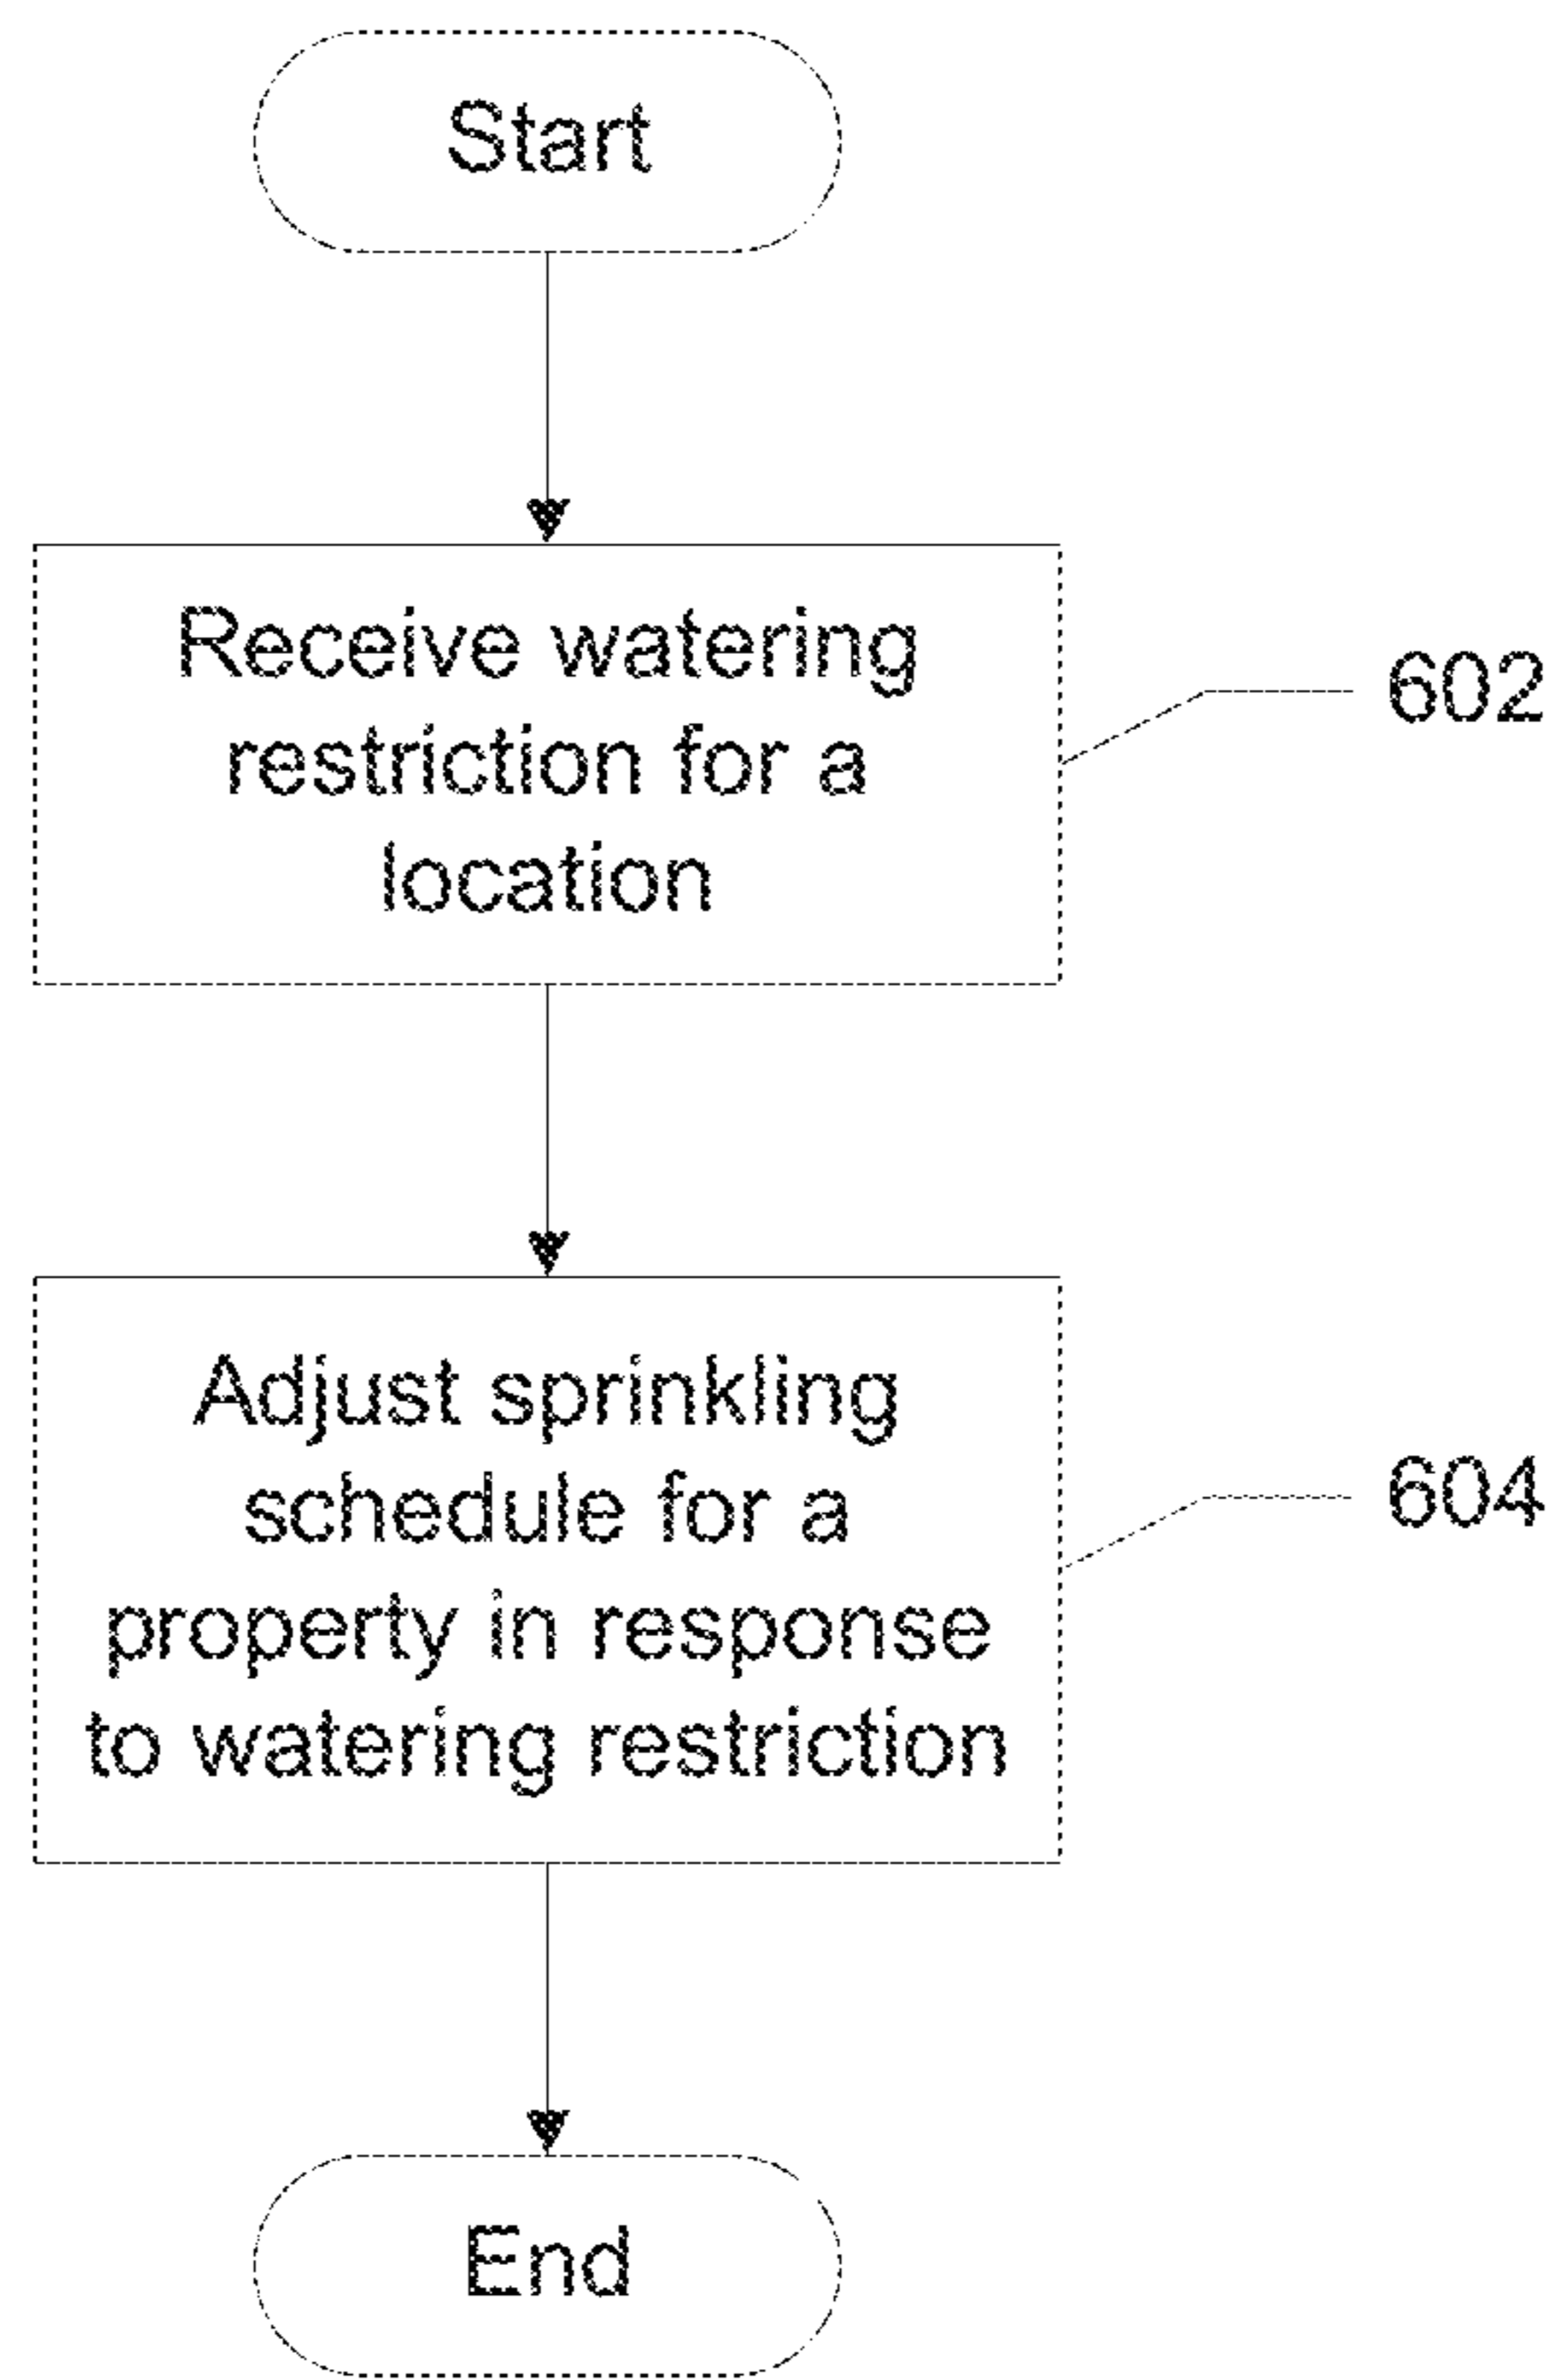 Start
Receive watering
restriction for a
location
602
Adjust sprinkling
schedule for a
property in response
to watering restriction
604
End